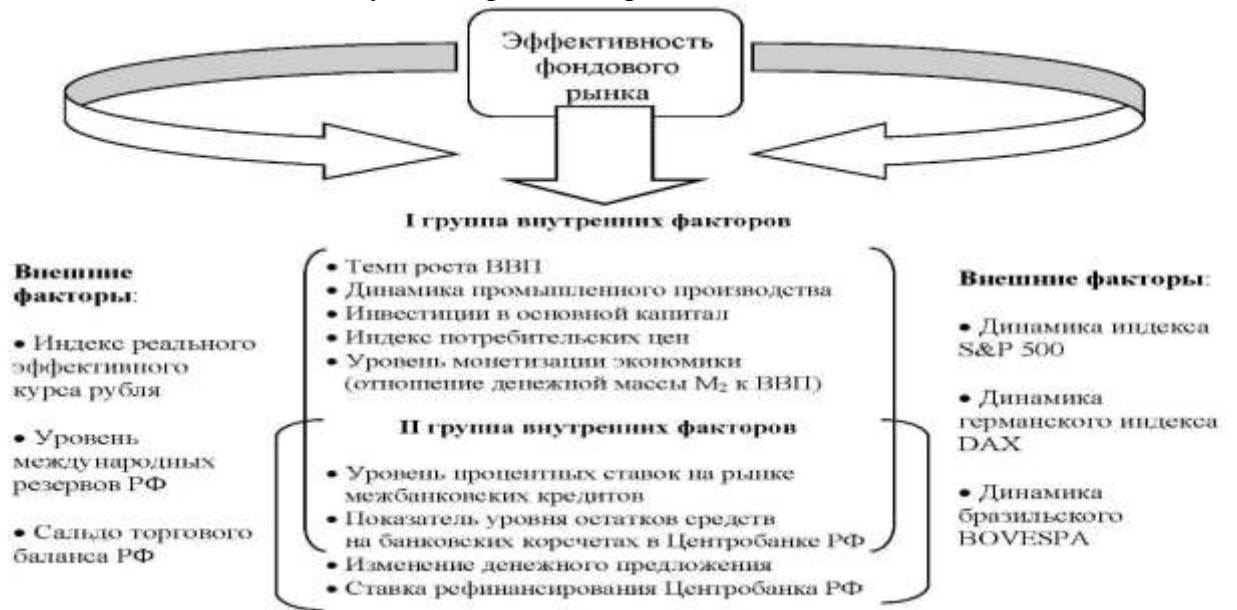 Эффективность
фондового
рынка
I группа внутренних факторов
Внешние
факторы:
• Индекс реального
эффективного
курса рубля
• Уровень
международных
резервов РФ
• Сальдо торгового
баланса РФ
• Темп роста ВВП
• Динамика промышленного производства
• Инвестиции в основной капитал
• Индекс потребительских цен
• Уровень монетизации экономики
(отношение денежной массы М₂ к ВВП)
II группа внутренних факторов
• Уровень процентных ставок на рынке
межбанковских кредитов
• Показатель уровня остатков средств
на банковских корсчетах в Центробанке РФ
• Изменение денежного предложения
• Ставка рефинансирования Центробанка РФ
Внешние факторы:
• Динамика индекса
S&P 500
• Динамика
германского индекса
DAX
• Динамика
бразильского
BOVESPA